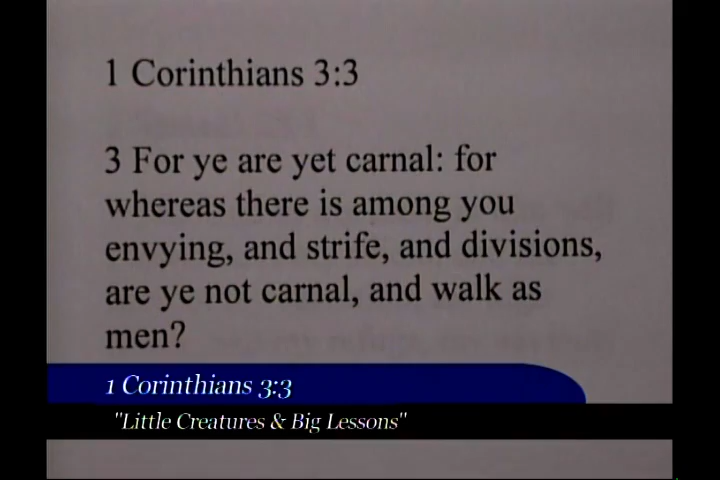 1 Corinthians 3:3
3 For ye are yet carnal: for
whereas there is among you
envying, and strife, and divisions,
are ye not carnal, and walk as
men?
1 Corinthians 3:3
"Little Creatures & Big Lessons"